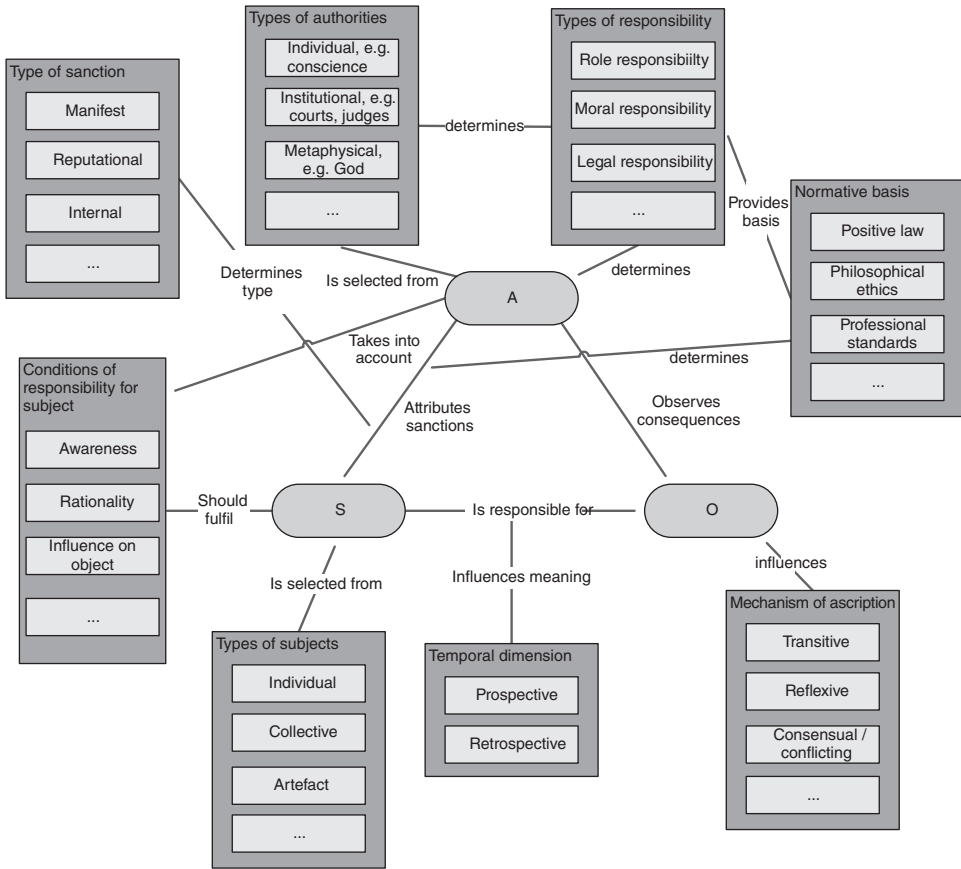 Types of authorities
Individual, e.g.
conscience
Institutional, e.g.
courts, judges
Metaphysical,
e.g. God
...
Types of responsibility
Role responsibiilty
Moral responsibility
Legal responsibility
...
Type of sanction
Manifest
Reputational
Internal
...
determines
Provides
basis
Normative basis
Positive law
Philosophical
ethics
Professional
standards
...
Determines
type
Is selected from
determines
A
Takes into
account
determines
Conditions of
responsibility for
subject
Awareness
Rationality
Influence on
object
...
Attributes
sanctions
Observes
consequences
Should
fulfil
S
Is responsible for
O
Is selected from
Influences meaning
influences
Types of subjects
Individual
Collective
Artefact
...
Temporal dimension
Prospective
Retrospective
Mechanism of ascription
Transitive
Reflexive
Consensual /
conflicting
...